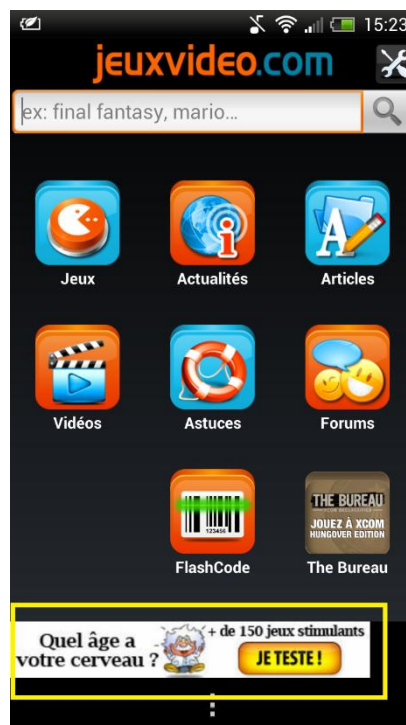 15:23
jeuxvideo.com
ex: final fantasy, mario...
Jeux
Actualités
Articles
Vidéos
Astuces
Forums
123456
THE BUREAU
JOUEZ À XCOM
HUNGOVER EDITION
FlashCode
The Bureau
Quel âge a
votre cerveau ?
+ de 150 jeux stimulants
JE TESTE !